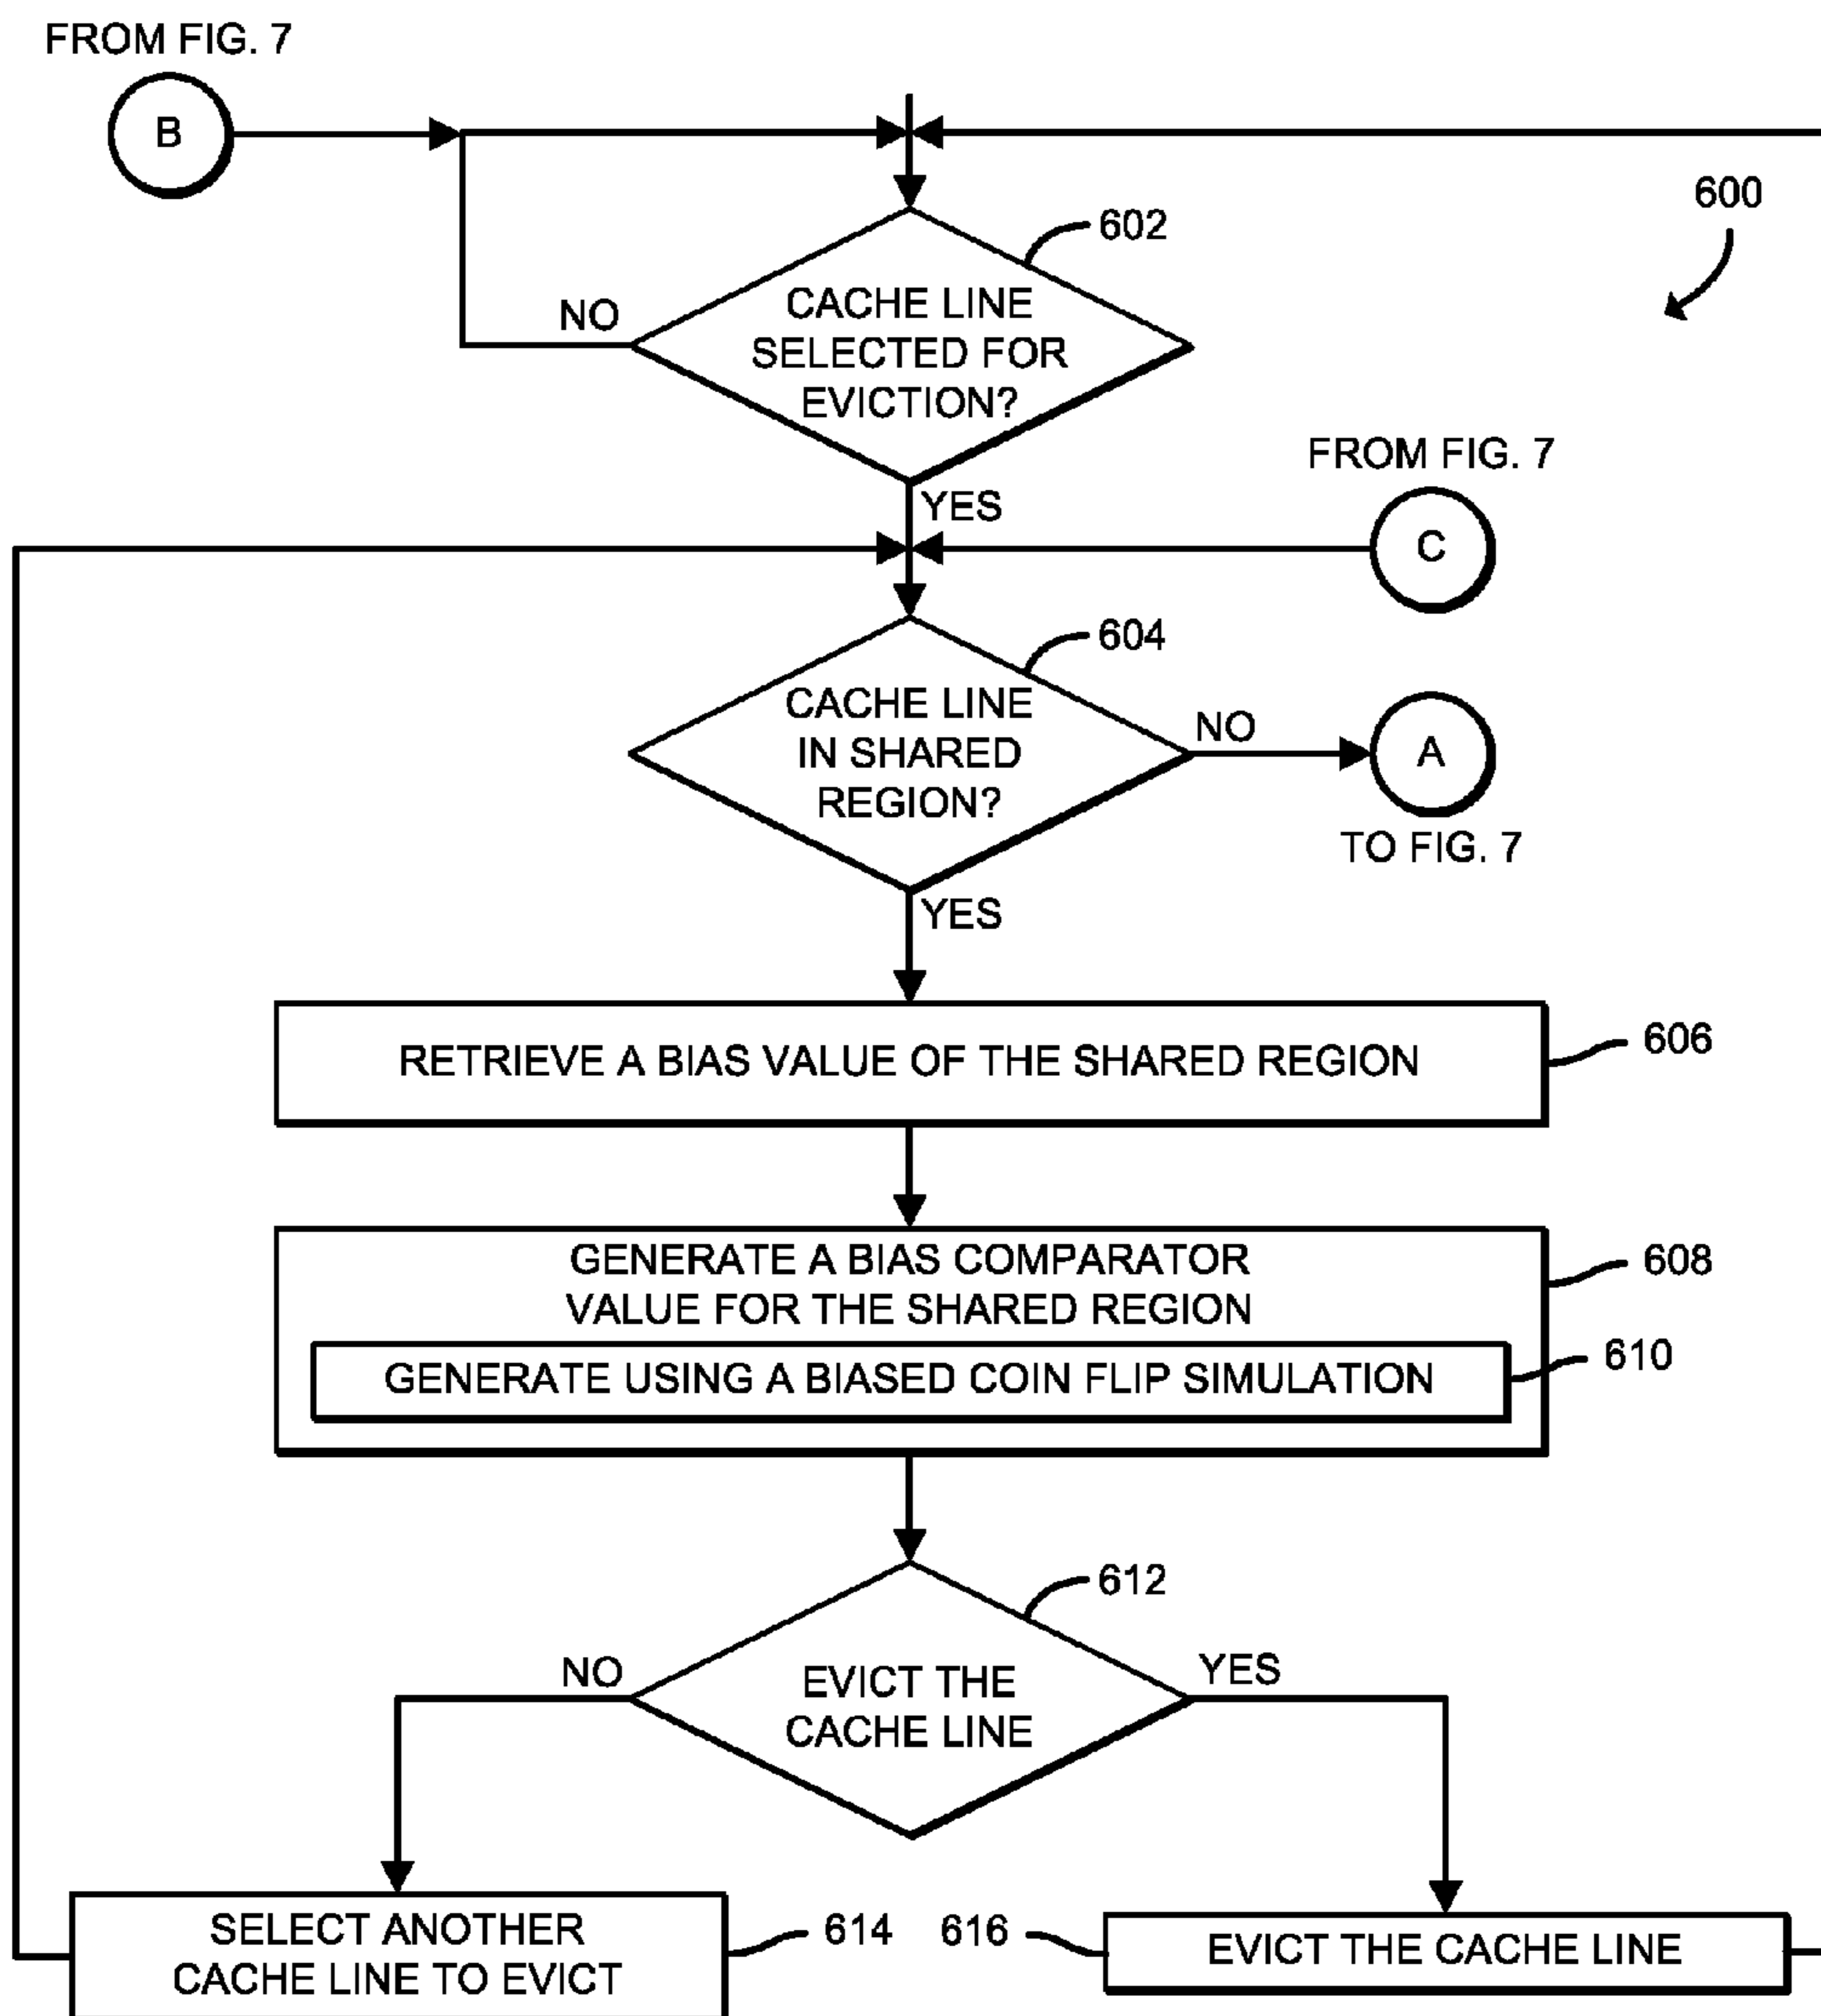 FROM FIG. 7
B
600
602
CACHE LINE
SELECTED FOR
EVICTION?
NO
YES
FROM FIG. 7
C
604
CACHE LINE
IN SHARED
REGION?
NO
A
TO FIG. 7
YES
RETRIEVE A BIAS VALUE OF THE SHARED REGION
606
GENERATE A BIAS COMPARATOR
VALUE FOR THE SHARED REGION
608
GENERATE USING A BIASED COIN FLIP SIMULATION
610
612
EVICT THE
CACHE LINE
NO
YES
SELECT ANOTHER
CACHE LINE TO EVICT
614
616
EVICT THE CACHE LINE